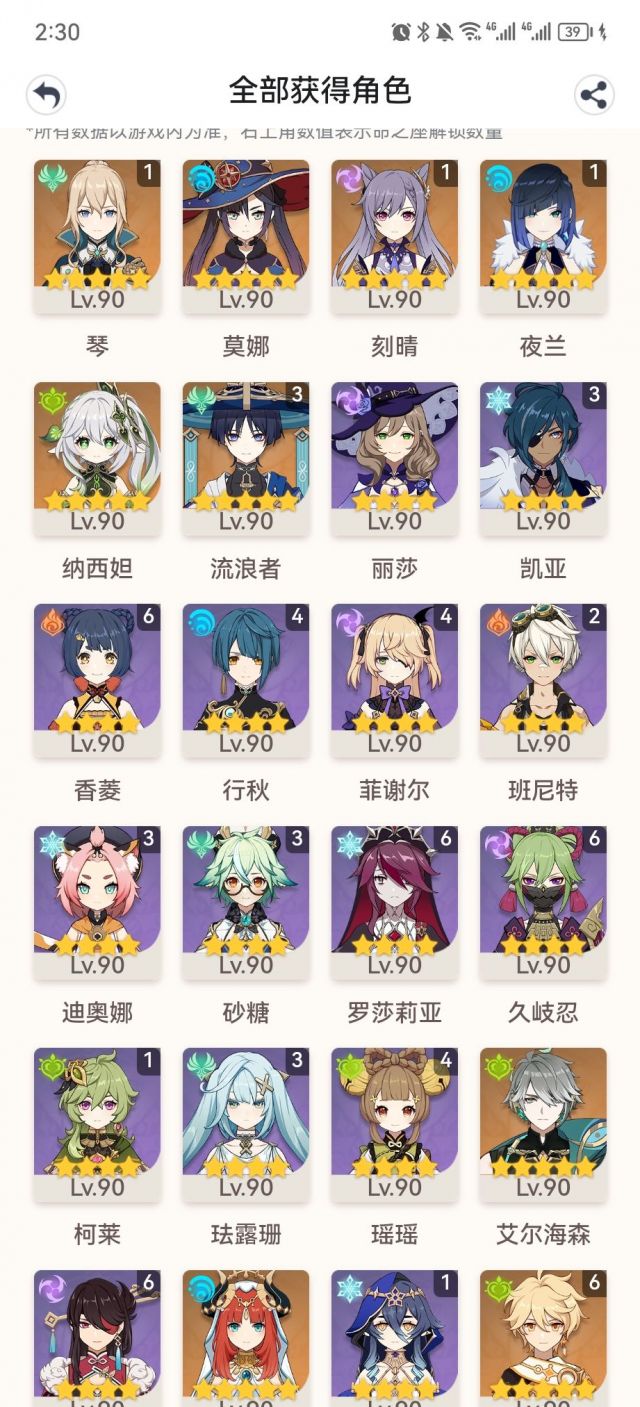 2:30 4G 4G 39
全部获得角色
*所有数据以游戏内为准，右上角数值表示命之座解锁数量
1 1 1
Lv.90 Lv.90 Lv.90 Lv.90
琴 莫娜 刻晴 夜兰
3 3
Lv.90 Lv.90 Lv.90 Lv.90
纳西妲 流浪者 丽莎 凯亚
6 4 4 2
Lv.90 Lv.90 Lv.90 Lv.90
香菱 行秋 菲谢尔 班尼特
3 3 6 6
Lv.90 Lv.90 Lv.90 Lv.90
迪奥娜 砂糖 罗莎莉亚 久岐忍
1 3 4
Lv.90 Lv.90 Lv.90 Lv.90
柯莱 珐露珊 瑶瑶 艾尔海森
6 1 6